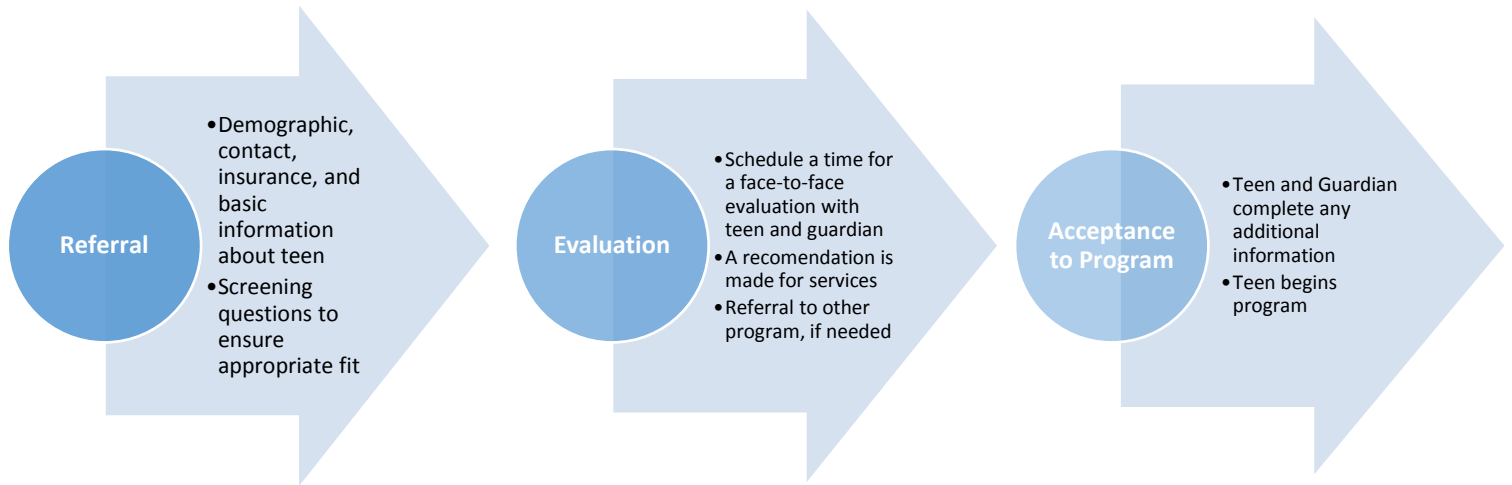 Referral
•Demographic,
contact,
insurance, and
basic
information
about teen
•Screening
questions to
ensure
appropriate fit
Evaluation
•Schedule a time for
a face-to-face
evaluation with
teen and guardian
•A recomendation is
made for services
•Referral to other
program, if needed
Acceptance
to Program
•Teen and Guardian
complete any
additional
information
•Teen begins
program